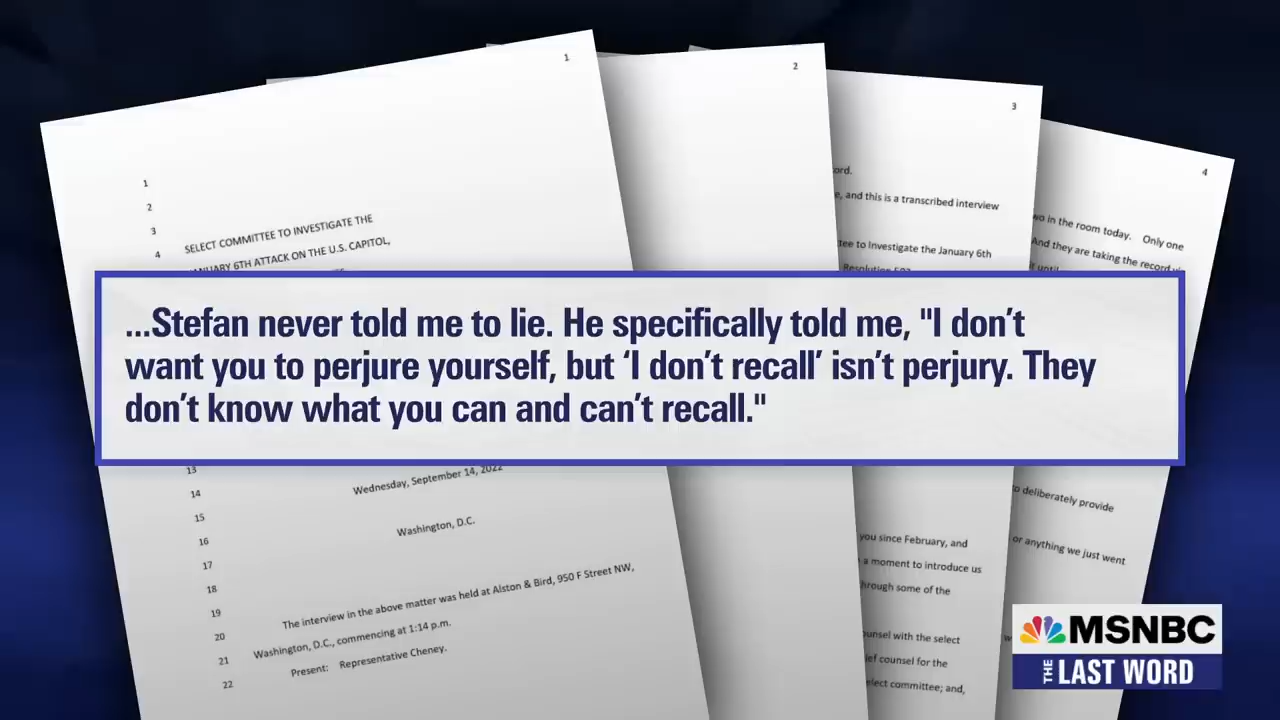 1
1
2
3
4
SELECT COMMITTEE TO INVESTIGATE THE
JANUARY 6TH ATTACK ON THE U.S. CAPITOL,
...Stefan never told me to lie. He specifically told me, "I don’t
want you to perjure yourself, but ‘I don’t recall’ isn’t perjury. They
don’t know what you can and can’t recall."
13
14
Wednesday, September 14, 2022
15
16
Washington, D.C.
17
18
19
20
The interview in the above matter was held at Alston & Bird, 950 F Street NW,
21
Washington, D.C., commencing at 1:14 p.m.
22
Present: Representative Cheney.
2
3
and this is a transcribed interview
to Investigate the January 6th
Resolution
you since February, and
a moment to introduce us
through some of the
counsel with the select
chief counsel for the
select committee; and,
4
in the room today. Only one
And they are taking the record
to deliberately provide
or anything we just went
MSNBC
THE LAST WORD